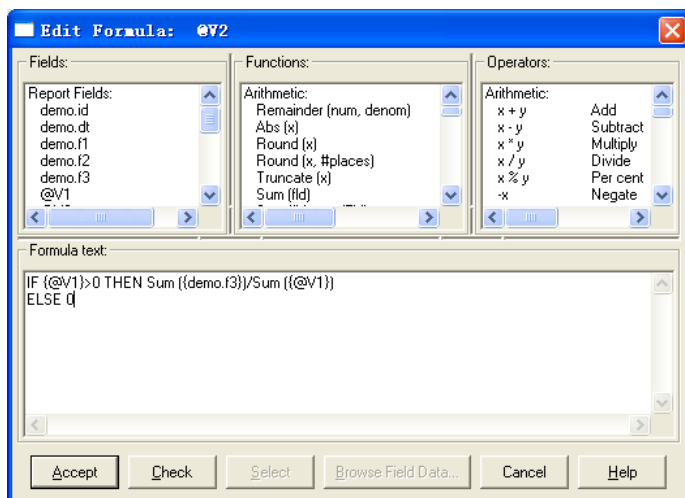 Edit Formula: @V2
Fields:
Functions:
Operators:
Report Fields:
demo.id
demo.dt
demo.f1
demo.f2
demo.f3
@V1
Arithmetic:
Remainder (num, denom)
Abs (x)
Round (x)
Round (x, #places)
Truncate (x)
Sum (fld)
Arithmetic:
x + y Add
x - y Subtract
x * y Multiply
x / y Divide
x % y Per cent
-x Negate
Formula text:
IF {@V1}>0 THEN Sum ({demo.f3})/Sum ({@V1})
ELSE 0
Accept
Check
Select
Browse Field Data...
Cancel
Help